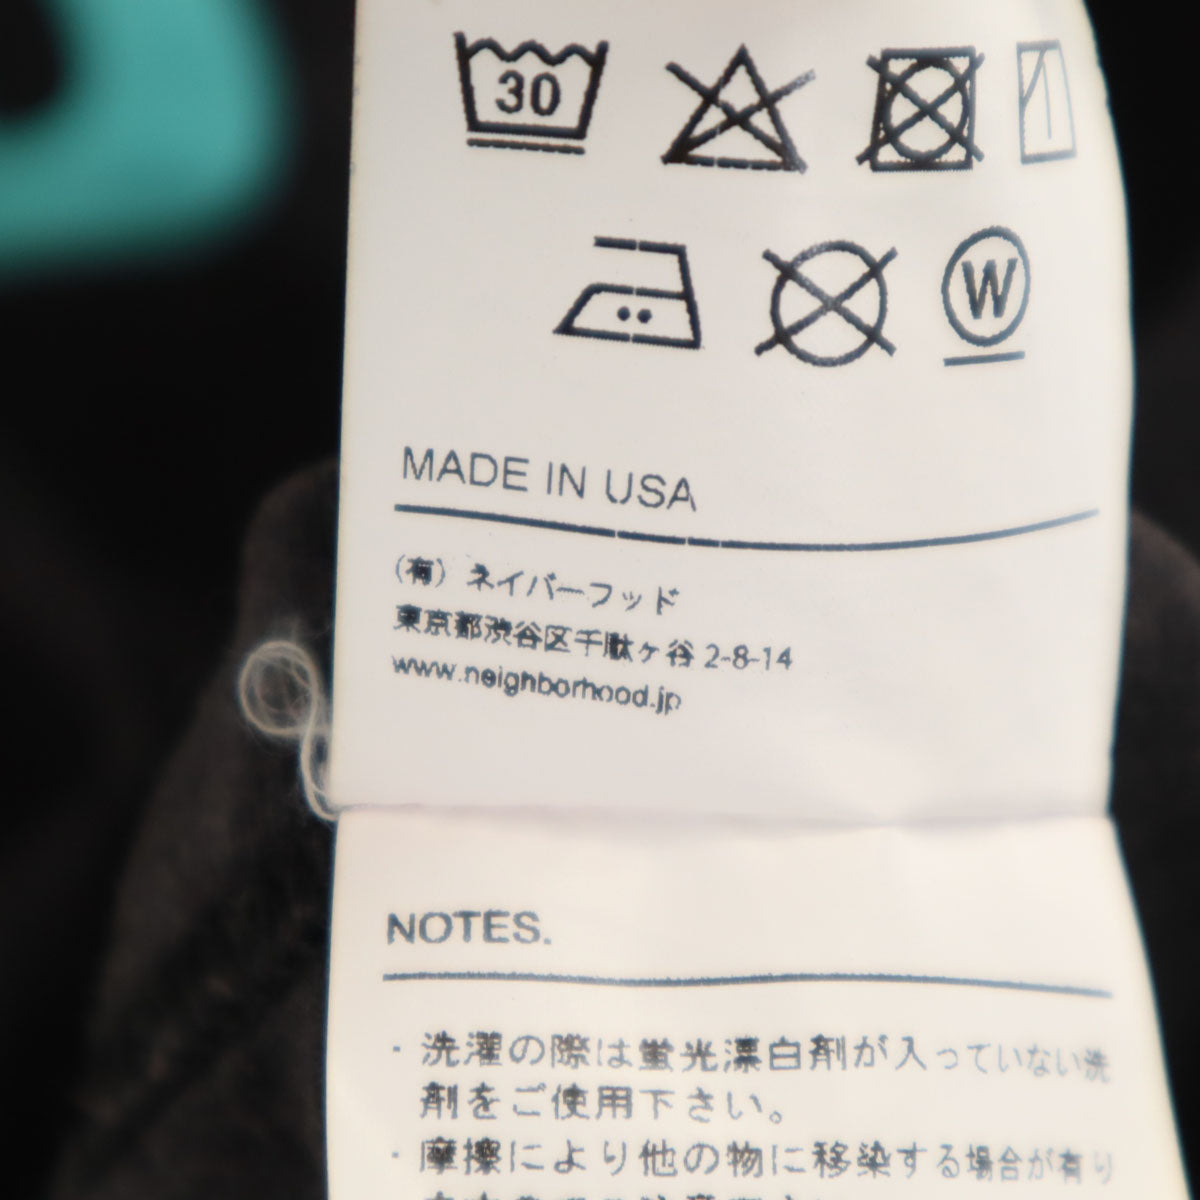 30
W
MADE IN USA
(有) ネイバーフッド
東京都渋谷区千駄ヶ谷 2-8-14
www.neighborhood.jp
NOTES.
・洗濯の際は蛍光漂白剤が入っていない洗
剤をご使用下さい。
・摩擦により他の物に移染する場合が有り